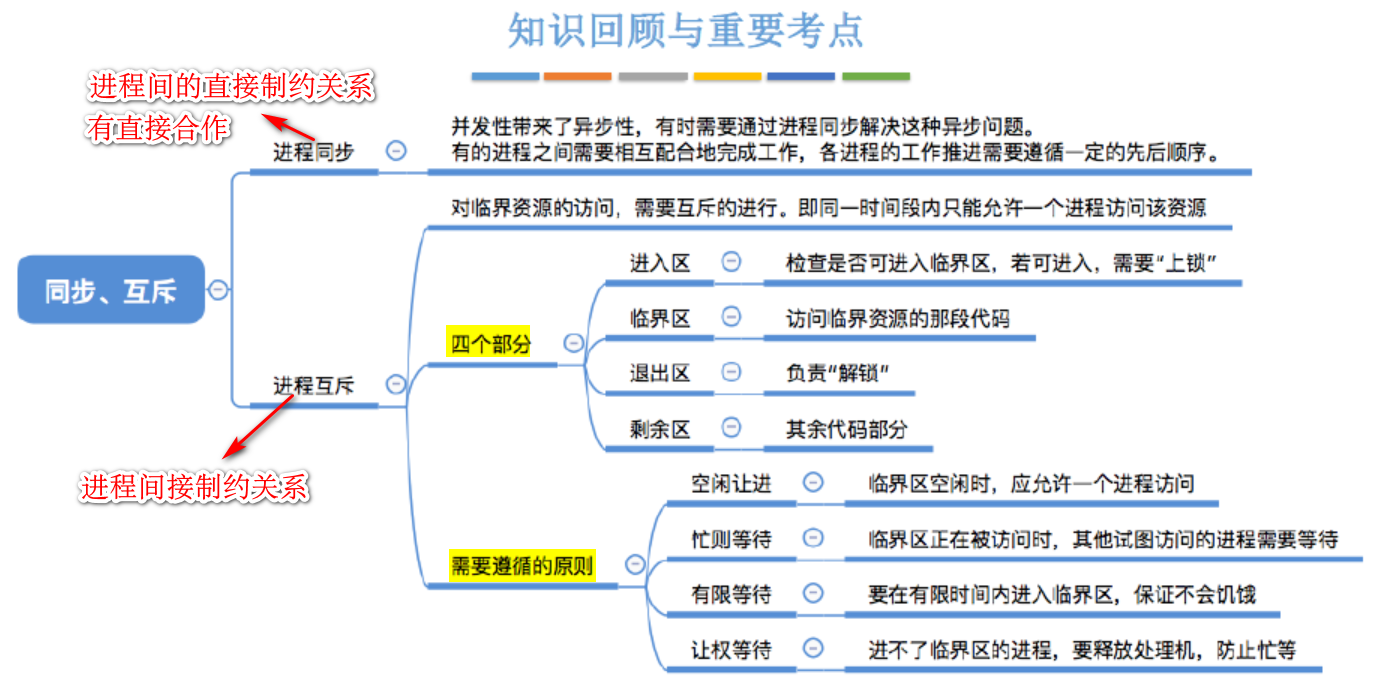 知识回顾与重要考点
进程间的直接制约关系
有直接合作
进程同步
并发性带来了异步性，有时需要通过进程同步解决这种异步问题。
有的进程之间需要相互配合地完成工作，各进程的工作推进需要遵循一定的先后顺序。
同步、互斥
进程互斥
进程间接制约关系
对临界资源的访问，需要互斥的进行。即同一时间段内只能允许一个进程访问该资源
四个部分
进入区
检查是否可进入临界区，若可进入，需要“上锁”
临界区
访问临界资源的那段代码
退出区
负责“解锁”
剩余区
其余代码部分
需要遵循的原则
空闲让进
临界区空闲时，应允许一个进程访问
忙则等待
临界区正在被访问时，其他试图访问的进程需要等待
有限等待
要在有限时间内进入临界区，保证不会饥饿
让权等待
进不了临界区的进程，要释放处理机，防止忙等